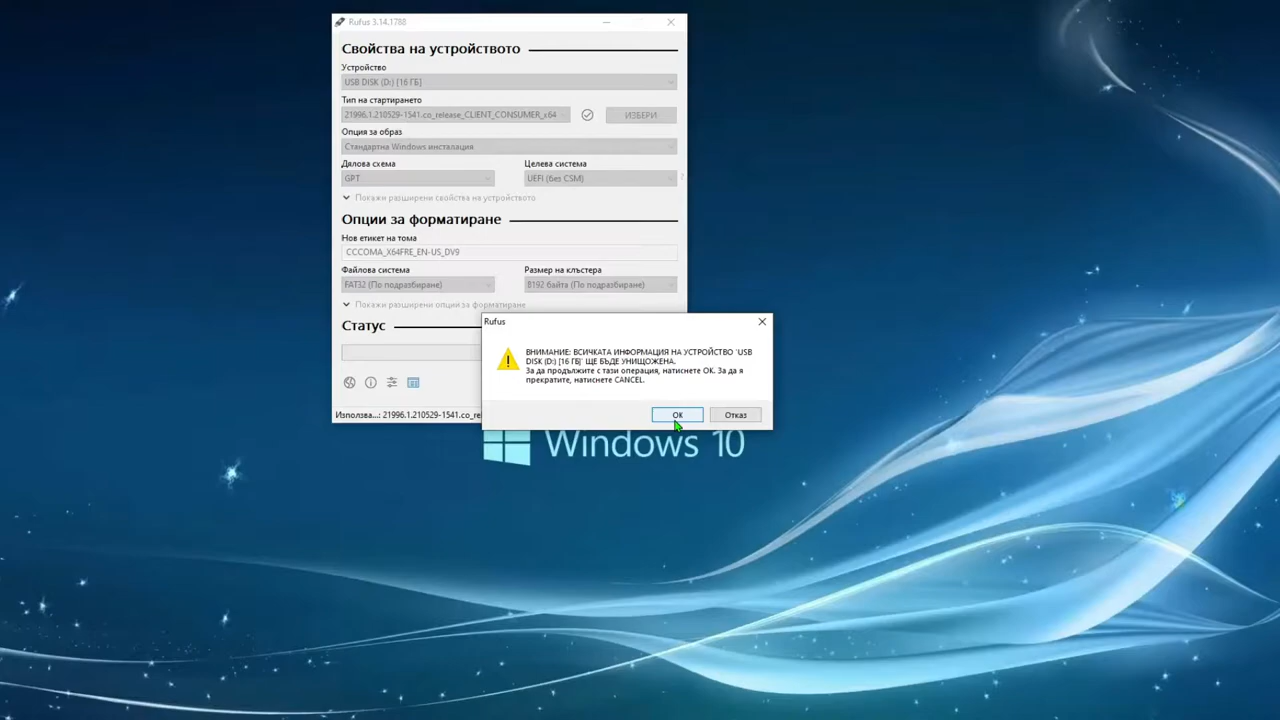 Rufus 3.14.1788
Свойства на устройството
Устройство
USB DISK (D:) [16 ГБ]
Тип на стартирането
21996.1.210529-1541.co_release_CLIENT_CONSUMER_x64
ИЗБЕРИ
Опция за образ
Стандартна Windows инсталация
Дялова схема
Целева система
GPT
UEFI (без CSM)
?
Покажи разширени свойства на устройството
Опции за форматиране
Нов етикет на тома
CCCOMA_X64FRE_EN-US_DV9
Файлова система
Размер на клъстера
FAT32 (По подразбиране)
8192 байта (По подразбиране)
Покажи разширени опции за форматиране
Статус
Използва...: 21996.1.210529-1541.co_re
Rufus
ВНИМАНИЕ: ВСИЧКАТА ИНФОРМАЦИЯ НА УСТРОЙСТВО 'USB
DISK (D:) [16 ГБ]' ЩЕ БЪДЕ УНИЩОЖЕНА.
За да продължите с тази операция, натиснете OK. За да я
прекратите, натиснете CANCEL.
OK
Отказ
Windows 10